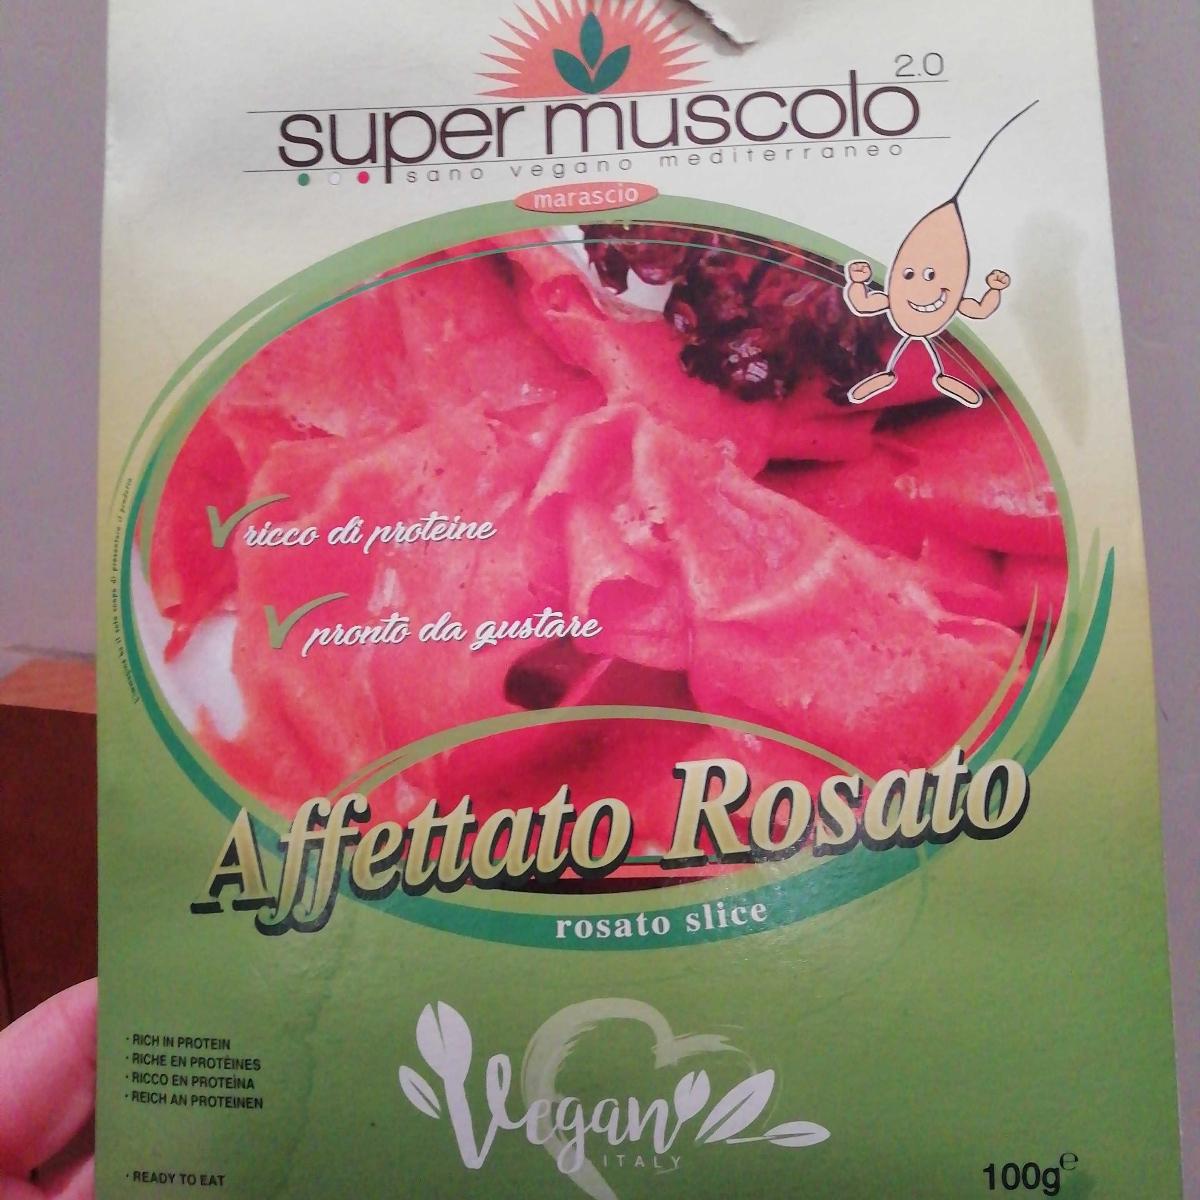 2.0
super muscolo
sano vegano mediterraneo
marascio
ricco di proteine
pronto da gustare
Affettato Rosato
rosato slice
· RICH IN PROTEIN
· RICHE EN PROTÉINES
· RICCO EN PROTEÌNA
· REICH AN PROTEINEN
Vegan
ITALY
· READY TO EAT
100g e